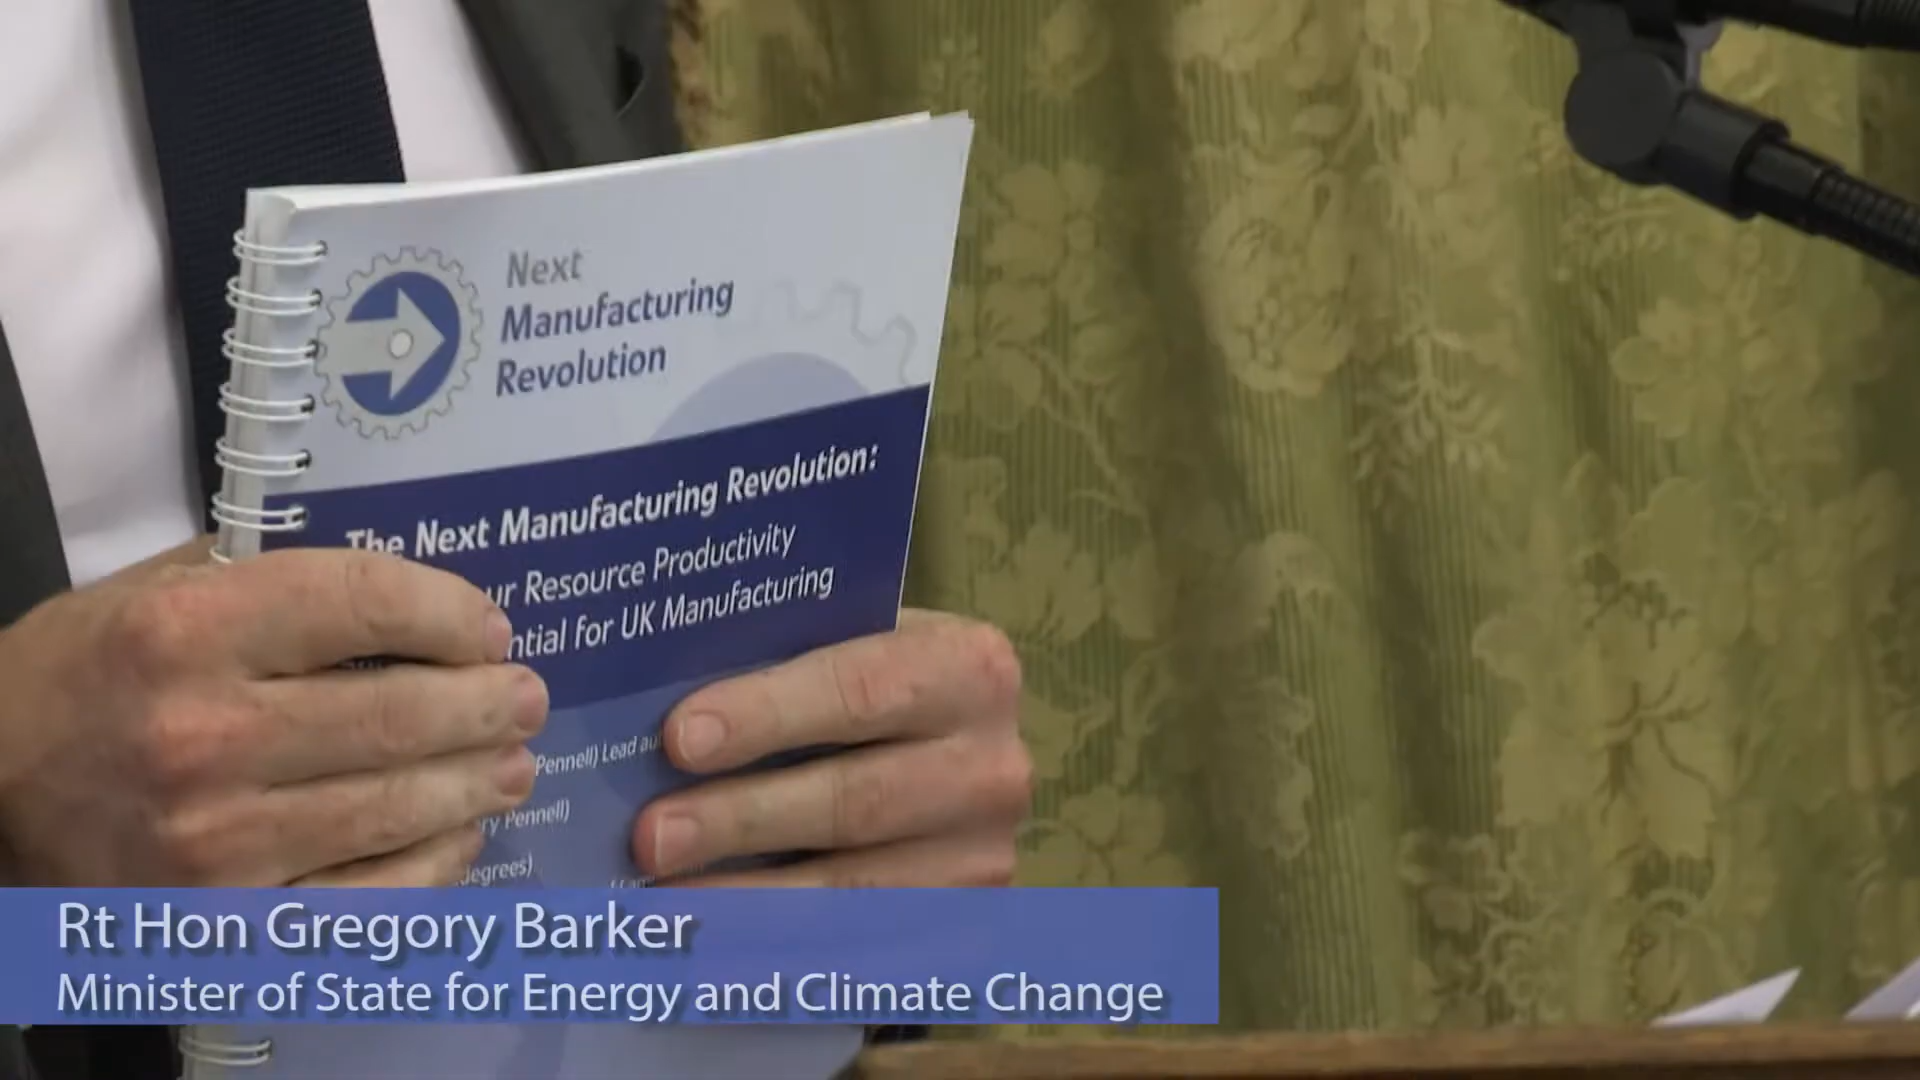 Next
Manufacturing
Revolution
The Next Manufacturing Revolution:
ur Resource Productivity
ntial for UK Manufacturing
Pennell) Lead au
ry Pennell)
degrees)
Rt Hon Gregory Barker
Minister of State for Energy and Climate Change